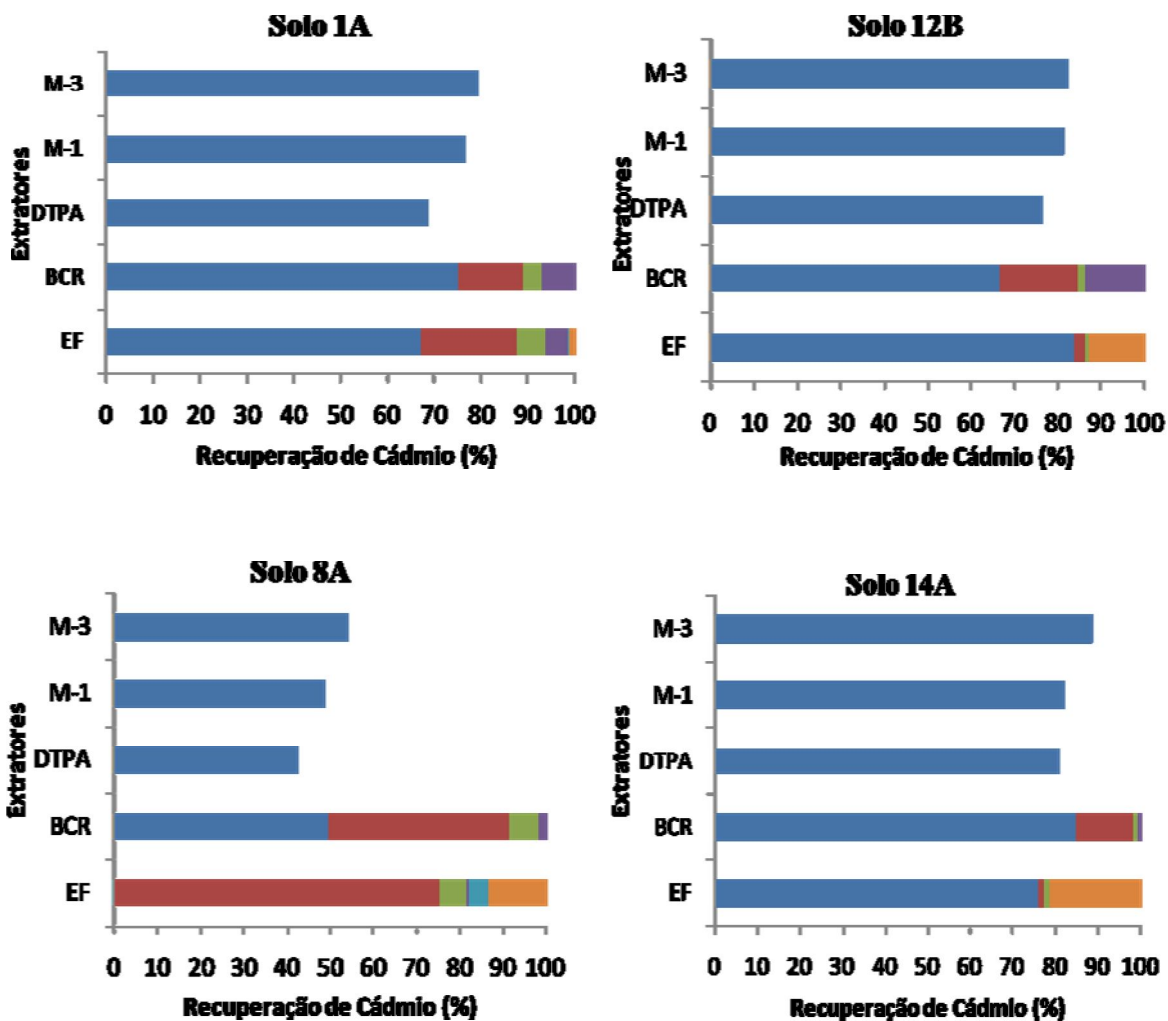 Solo 1A
Extratores
M-3
M-1
DTPA
BCR
EF
0 10 20 30 40 50 60 70 80 90 100
Recuperação de Cádmio (%)
Solo 12B
Extratores
M-3
M-1
DTPA
BCR
EF
0 10 20 30 40 50 60 70 80 90 100
Recuperação de Cádmio (%)
Solo 8A
Extratores
M-3
M-1
DTPA
BCR
EF
0 10 20 30 40 50 60 70 80 90 100
Recuperação de Cádmio (%)
Solo 14A
Extratores
M-3
M-1
DTPA
BCR
EF
0 10 20 30 40 50 60 70 80 90 100
Recuperação de Cádmio (%)